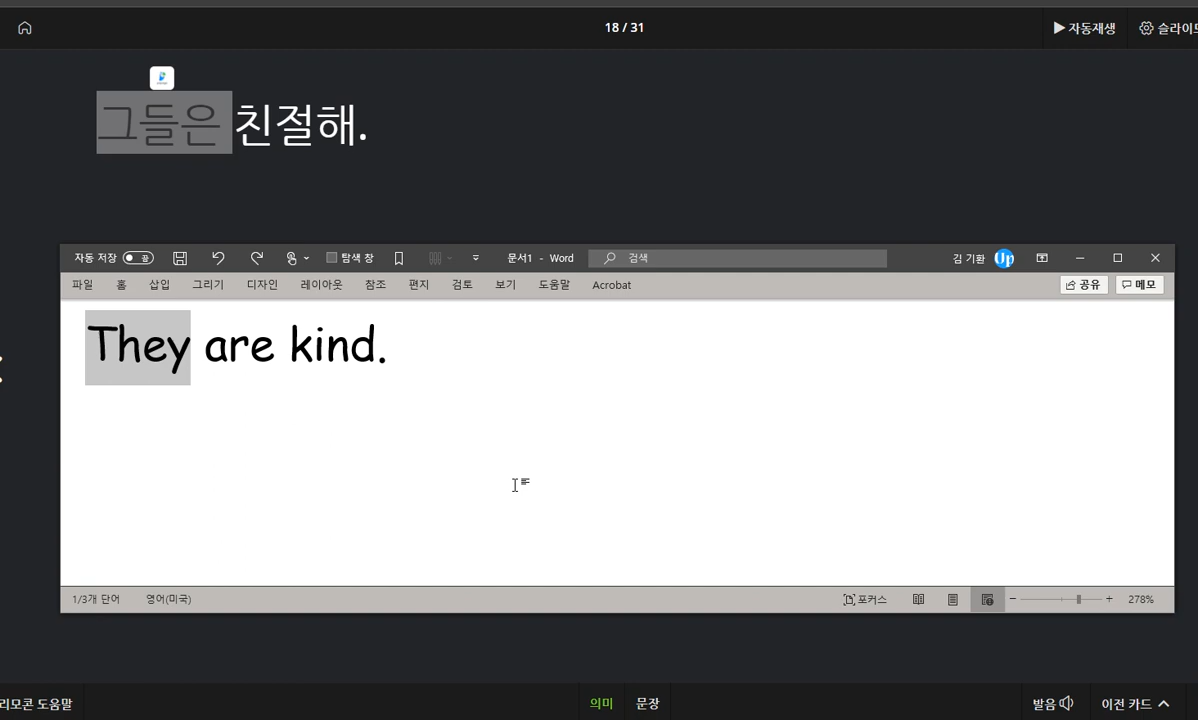 18 / 31
▶ 자동재생
슬라이드
그들은 친절해.
자동 저장 끔
탐색 창
문서1 - Word
검색
김 기환
Up
파일 홈 삽입 그리기 디자인 레이아웃 참조 편지 검토 보기 도움말 Acrobat
공유
메모
They are kind.
1/3개 단어 영어(미국)
포커스
278%
리모콘 도움말
의미 문장
발음
이전 카드